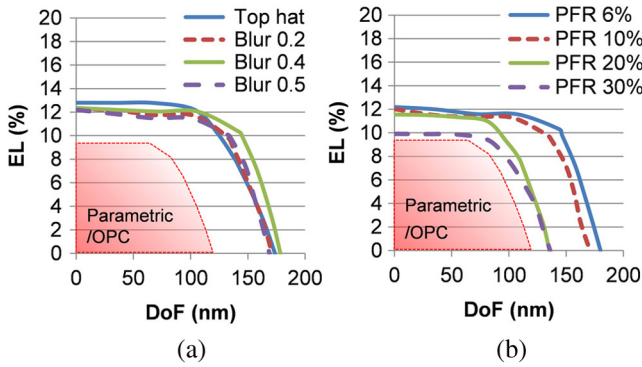 Top hat
Blur 0.2
Blur 0.4
Blur 0.5
EL (%)
20
18
16
14
12
10
8
6
4
2
0
Parametric
/OPC
0 50 100 150 200
DoF (nm)
(a)
PFR 6%
PFR 10%
PFR 20%
PFR 30%
EL (%)
20
18
16
14
12
10
8
6
4
2
0
Parametric
/OPC
0 50 100 150 200
DoF (nm)
(b)